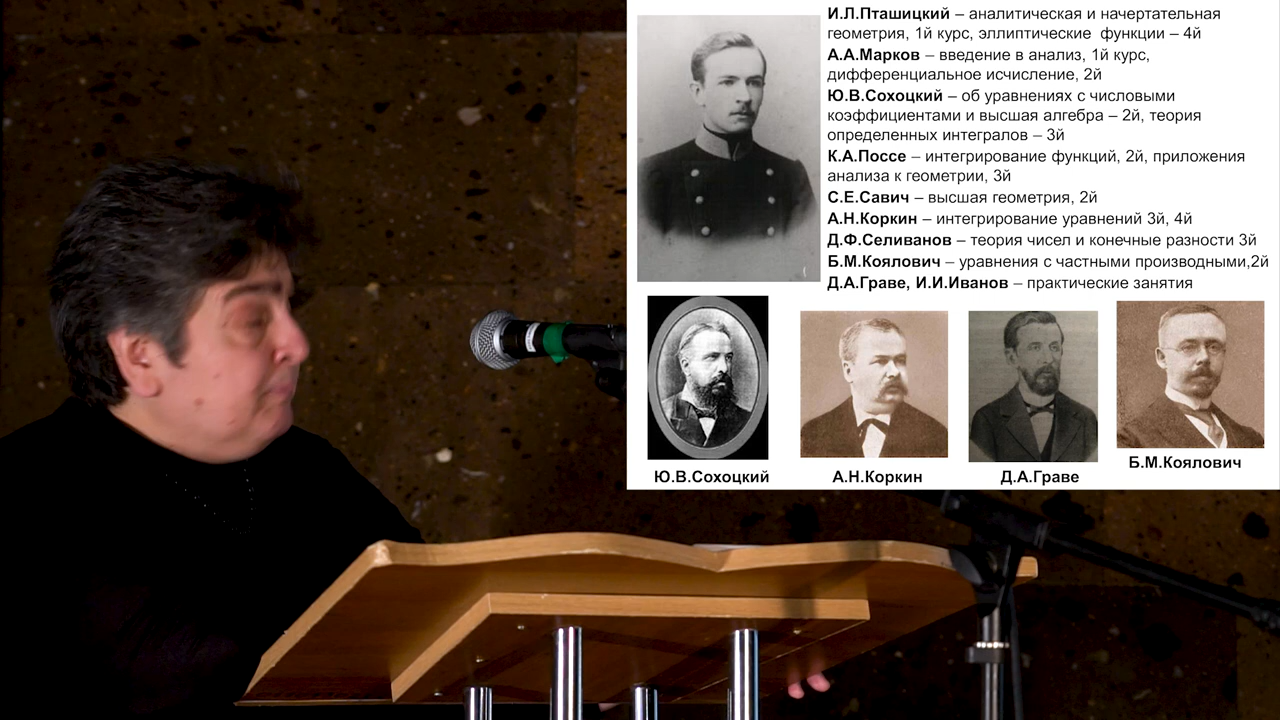 И.Л.Пташицкий – аналитическая и начертательная
геометрия, 1й курс, эллиптические функции – 4й
А.А.Марков – введение в анализ, 1й курс,
дифференциальное исчисление, 2й
Ю.В.Сохоцкий – об уравнениях с числовыми
коэффициентами и высшая алгебра – 2й, теория
определенных интегралов – 3й
К.А.Поссе – интегрирование функций, 2й, приложения
анализа к геометрии, 3й
С.Е.Савич – высшая геометрия, 2й
А.Н.Коркин – интегрирование уравнений 3й, 4й
Д.Ф.Селиванов – теория чисел и конечные разности 3й
Б.М.Коялович – уравнения с частными производными,2й
Д.А.Граве, И.И.Иванов – практические занятия
Ю.В.Сохоцкий
А.Н.Коркин
Д.А.Граве
Б.М.Коялович